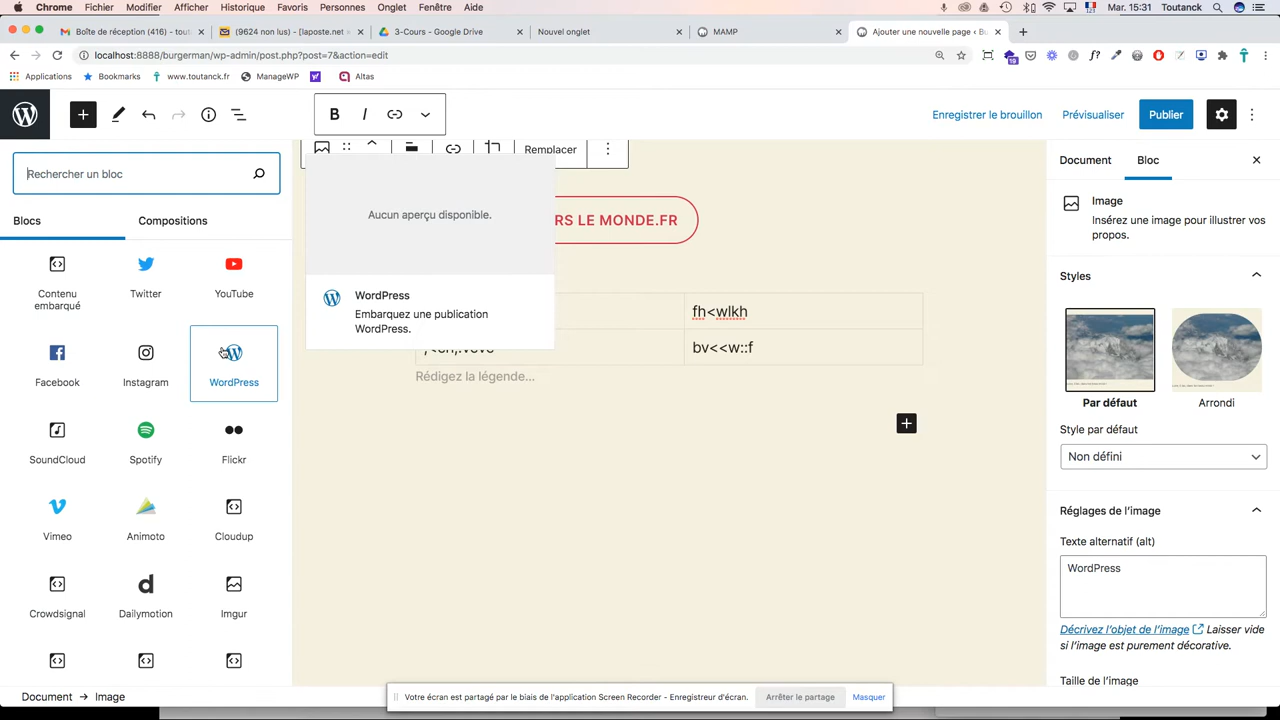 Chrome Fichier Modifier Afficher Historique Favoris Personnes Onglet Fenêtre Aide
Mar. 15:31 Toutanck
Boîte de réception (416) - tout
(9624 non lus) - [laposte.net
3-Cours - Google Drive
Nouvel onglet
MAMP
Ajouter une nouvelle page ‹ Bu
localhost:8888/burgerman/wp-admin/post.php?post=7&action=edit
19
Applications
Bookmarks
www.toutanck.fr
ManageWP
Altas
B I
Enregistrer le brouillon
Prévisualiser
Publier
Remplacer
Rechercher un bloc
Blocs
Compositions
Contenu
embarqué
Twitter
YouTube
Facebook
Instagram
WordPress
SoundCloud
Spotify
Flickr
Vimeo
Animoto
Cloudup
Crowdsignal
Dailymotion
Imgur
Aucun aperçu disponible.
WordPress
Embarquez une publication
WordPress.
RS LE MONDE.FR
fh<wlkh
bv<<w::f
Rédigez la légende...
Document
Bloc
Image
Insérez une image pour illustrer vos
propos.
Styles
Par défaut
Arrondi
Style par défaut
Non défini
Réglages de l'image
Texte alternatif (alt)
WordPress
Décrivez l'objet de l'image Laisser vide
si l'image est purement décorative.
Taille de l'image
Document → Image
Votre écran est partagé par le biais de l'application Screen Recorder - Enregistreur d'écran.
Arrêter le partage
Masquer